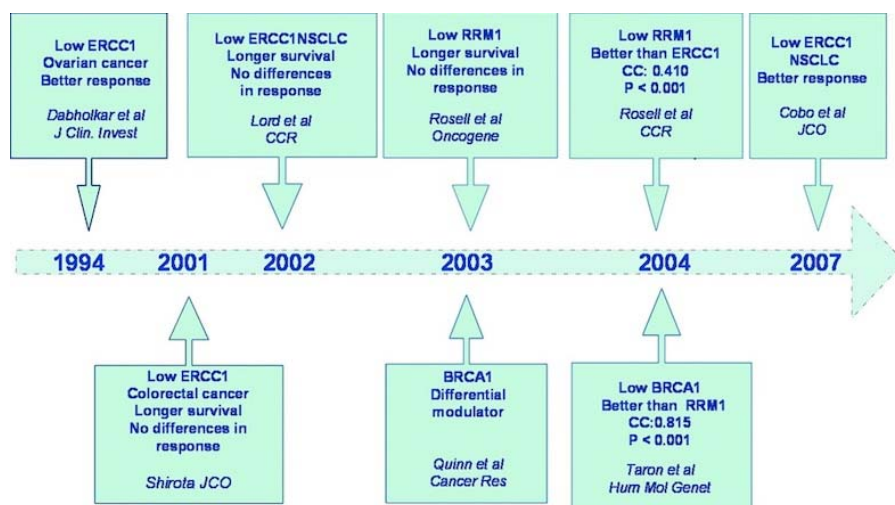 Low ERCC1
Ovarian cancer
Better response
Dabholkar et al
J Clin. Invest
Low ERCC1NSCLC
Longer survival
No differences
in response
Lord et al
CCR
Low RRM1
Longer survival
No differences in
response
Rosell et al
Oncogene
Low RRM1
Better than ERCC1
CC: 0.410
P < 0.001
Rosell et al
CCR
Low ERCC1
NSCLC
Better response
Cobo et al
JCO
1994 2001 2002 2003 2004 2007
Low ERCC1
Colorectal cancer
Longer survival
No differences in
response
Shirota JCO
BRCA1
Differential
modulator
Quinn et al
Cancer Res
Low BRCA1
Better than RRM1
CC:0.815
P < 0.001
Taron et al
Hum Mol Genet